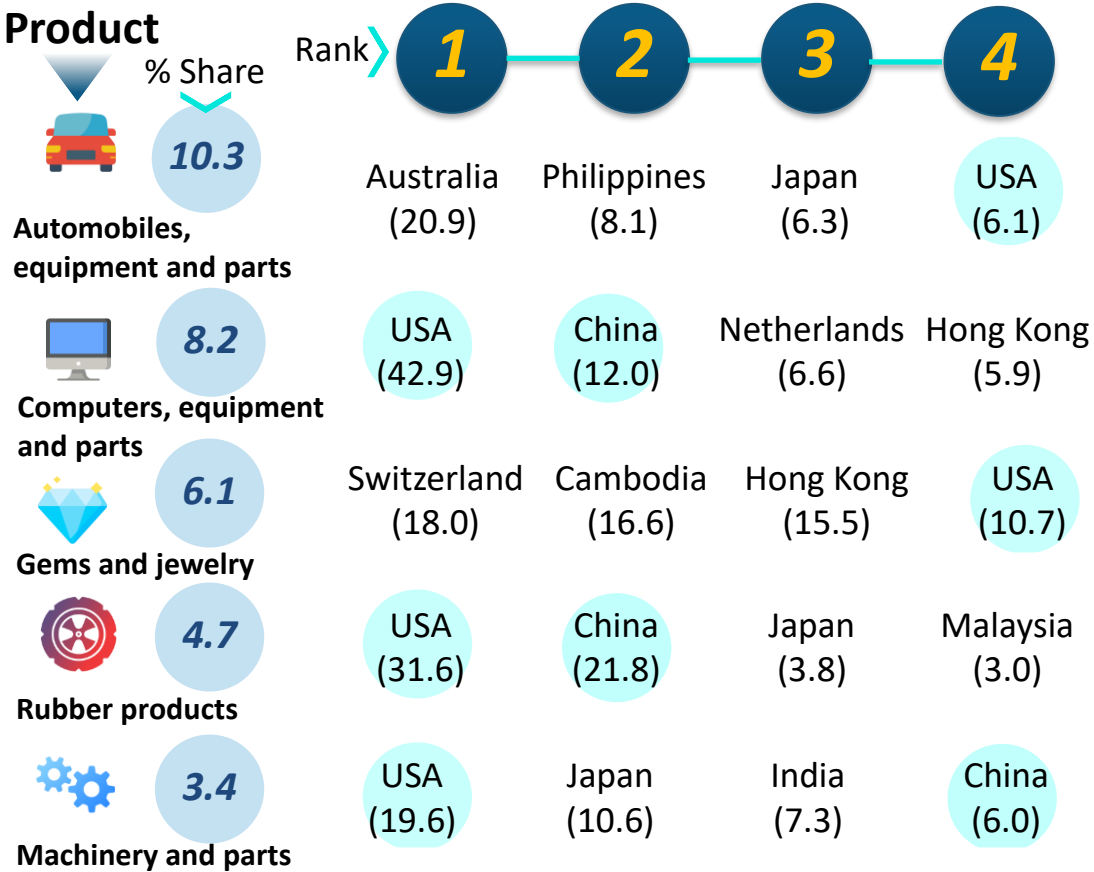 Product
% Share
Rank
1
2
3
4
10.3
Australia
(20.9)
Philippines
(8.1)
Japan
(6.3)
USA
(6.1)
Automobiles,
equipment and parts
8.2
USA
(42.9)
China
(12.0)
Netherlands
(6.6)
Hong Kong
(5.9)
Computers, equipment
and parts
6.1
Switzerland
(18.0)
Cambodia
(16.6)
Hong Kong
(15.5)
USA
(10.7)
Gems and jewelry
4.7
USA
(31.6)
China
(21.8)
Japan
(3.8)
Malaysia
(3.0)
Rubber products
3.4
USA
(19.6)
Japan
(10.6)
India
(7.3)
China
(6.0)
Machinery and parts